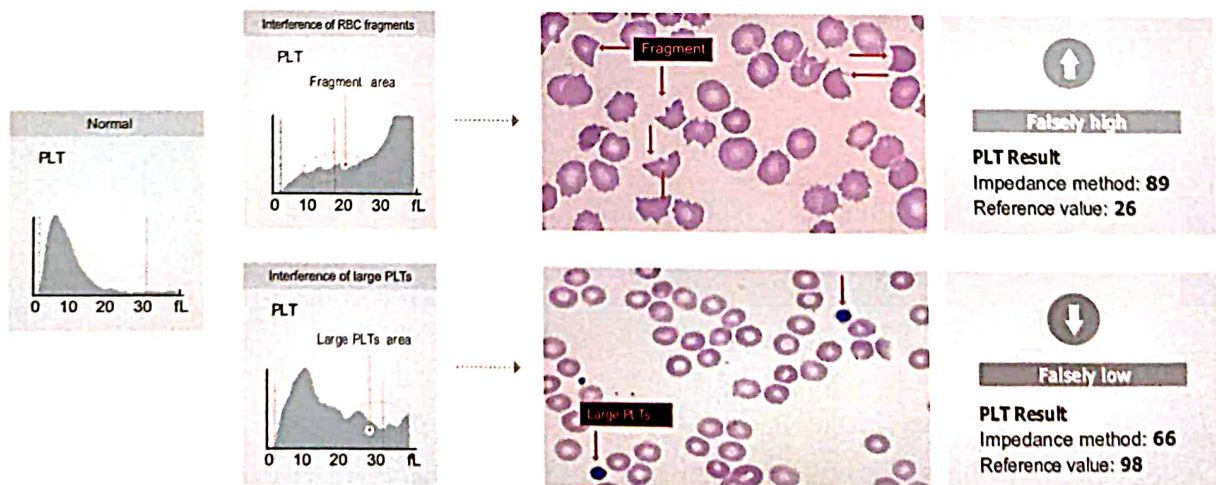 Normal
PLT
0 10 20 30 fL
Interference of RBC fragments
PLT
Fragment area
0 10 20 30 fL
Fragment
Falsely high
PLT Result
Impedance method: 89
Reference value: 26
Interference of large PLTs
PLT
Large PLTs area
0 10 20 30 fL
Large PLTs
Falsely low
PLT Result
Impedance method: 66
Reference value: 98